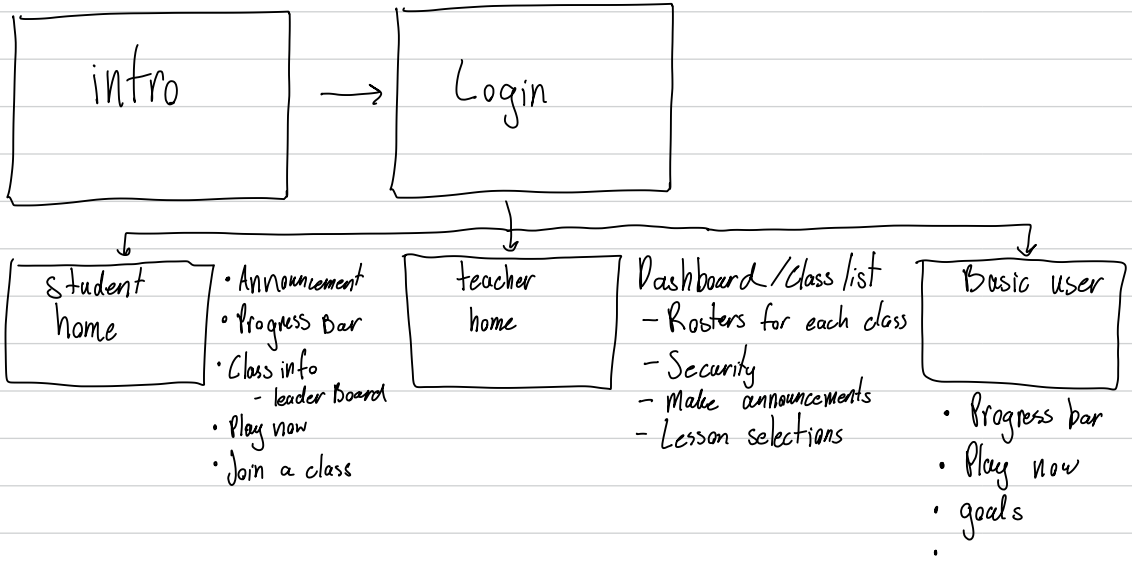 intro
Login
student
home
• Announcement
• Progress Bar
• Class info
- leader Board
• Play now
• Join a class
teacher
home
Dashboard/Class list
- Rosters for each class
- Security
- Make announcements
- Lesson selections
Basic user
• Progress bar
• Play now
• goals
•